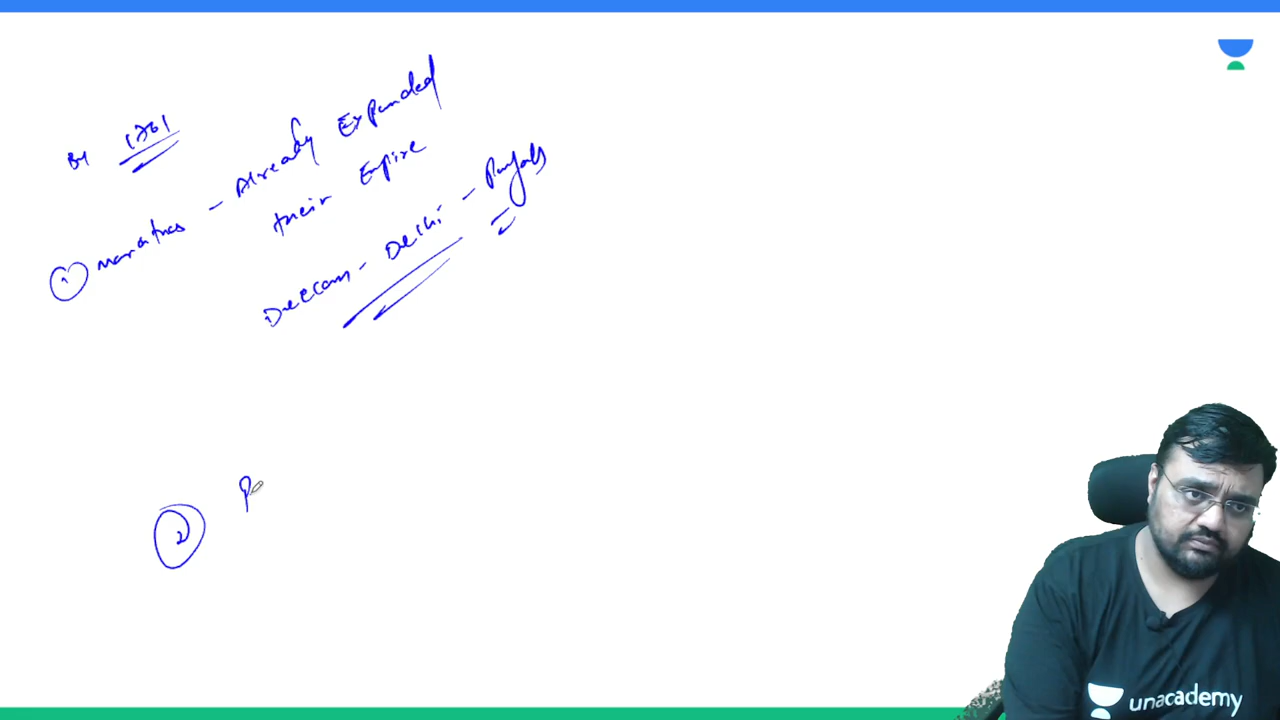 By 1761
① Marathas - Already Expanded
their Empire
Deccan - Delhi - Punjab
② P
unacademy